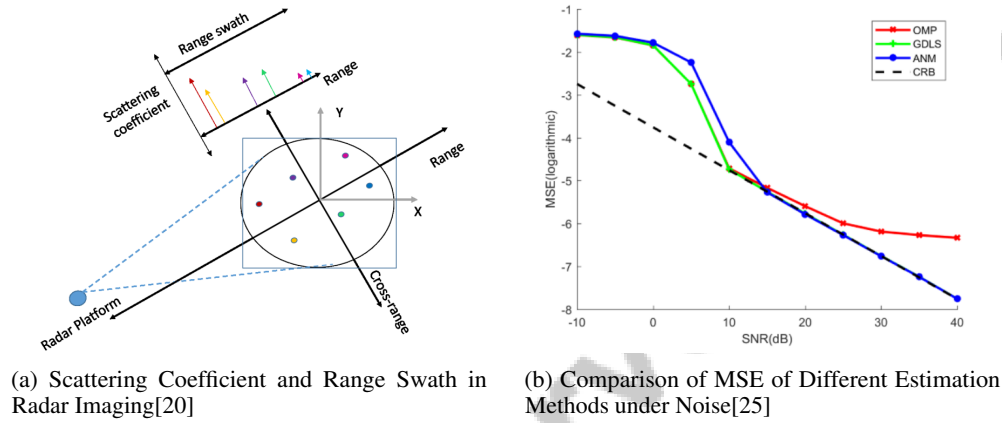 Range swath
Scattering
coefficient
Range
Y
Range
X
Cross-range
Radar Platform
-1
-2
-3
-4
-5
-6
-7
-8
MSE(logarithmic)
-10
0
10
20
30
40
SNR(dB)
OMP
GDLS
ANM
CRB
(a) Scattering Coefficient and Range Swath in
Radar Imaging[20]
(b) Comparison of MSE of Different Estimation
Methods under Noise[25]